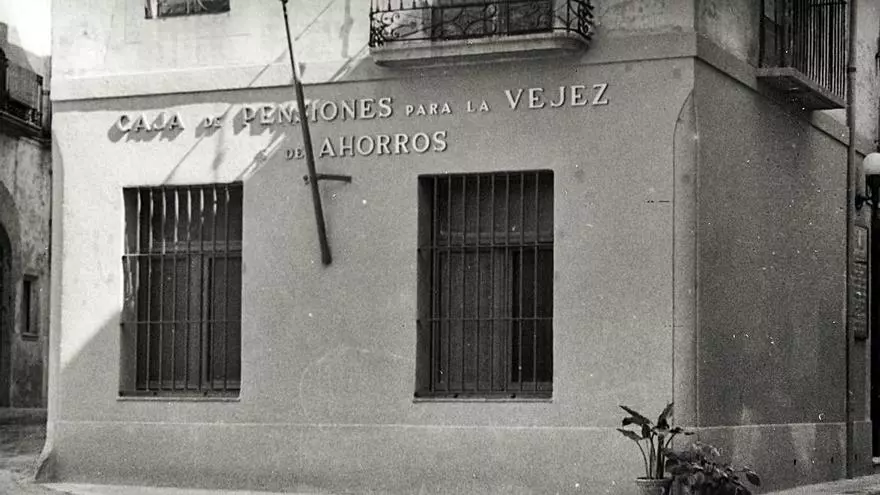 CAJA DE PENSIONES PARA LA VEJEZ
DE AHORROS